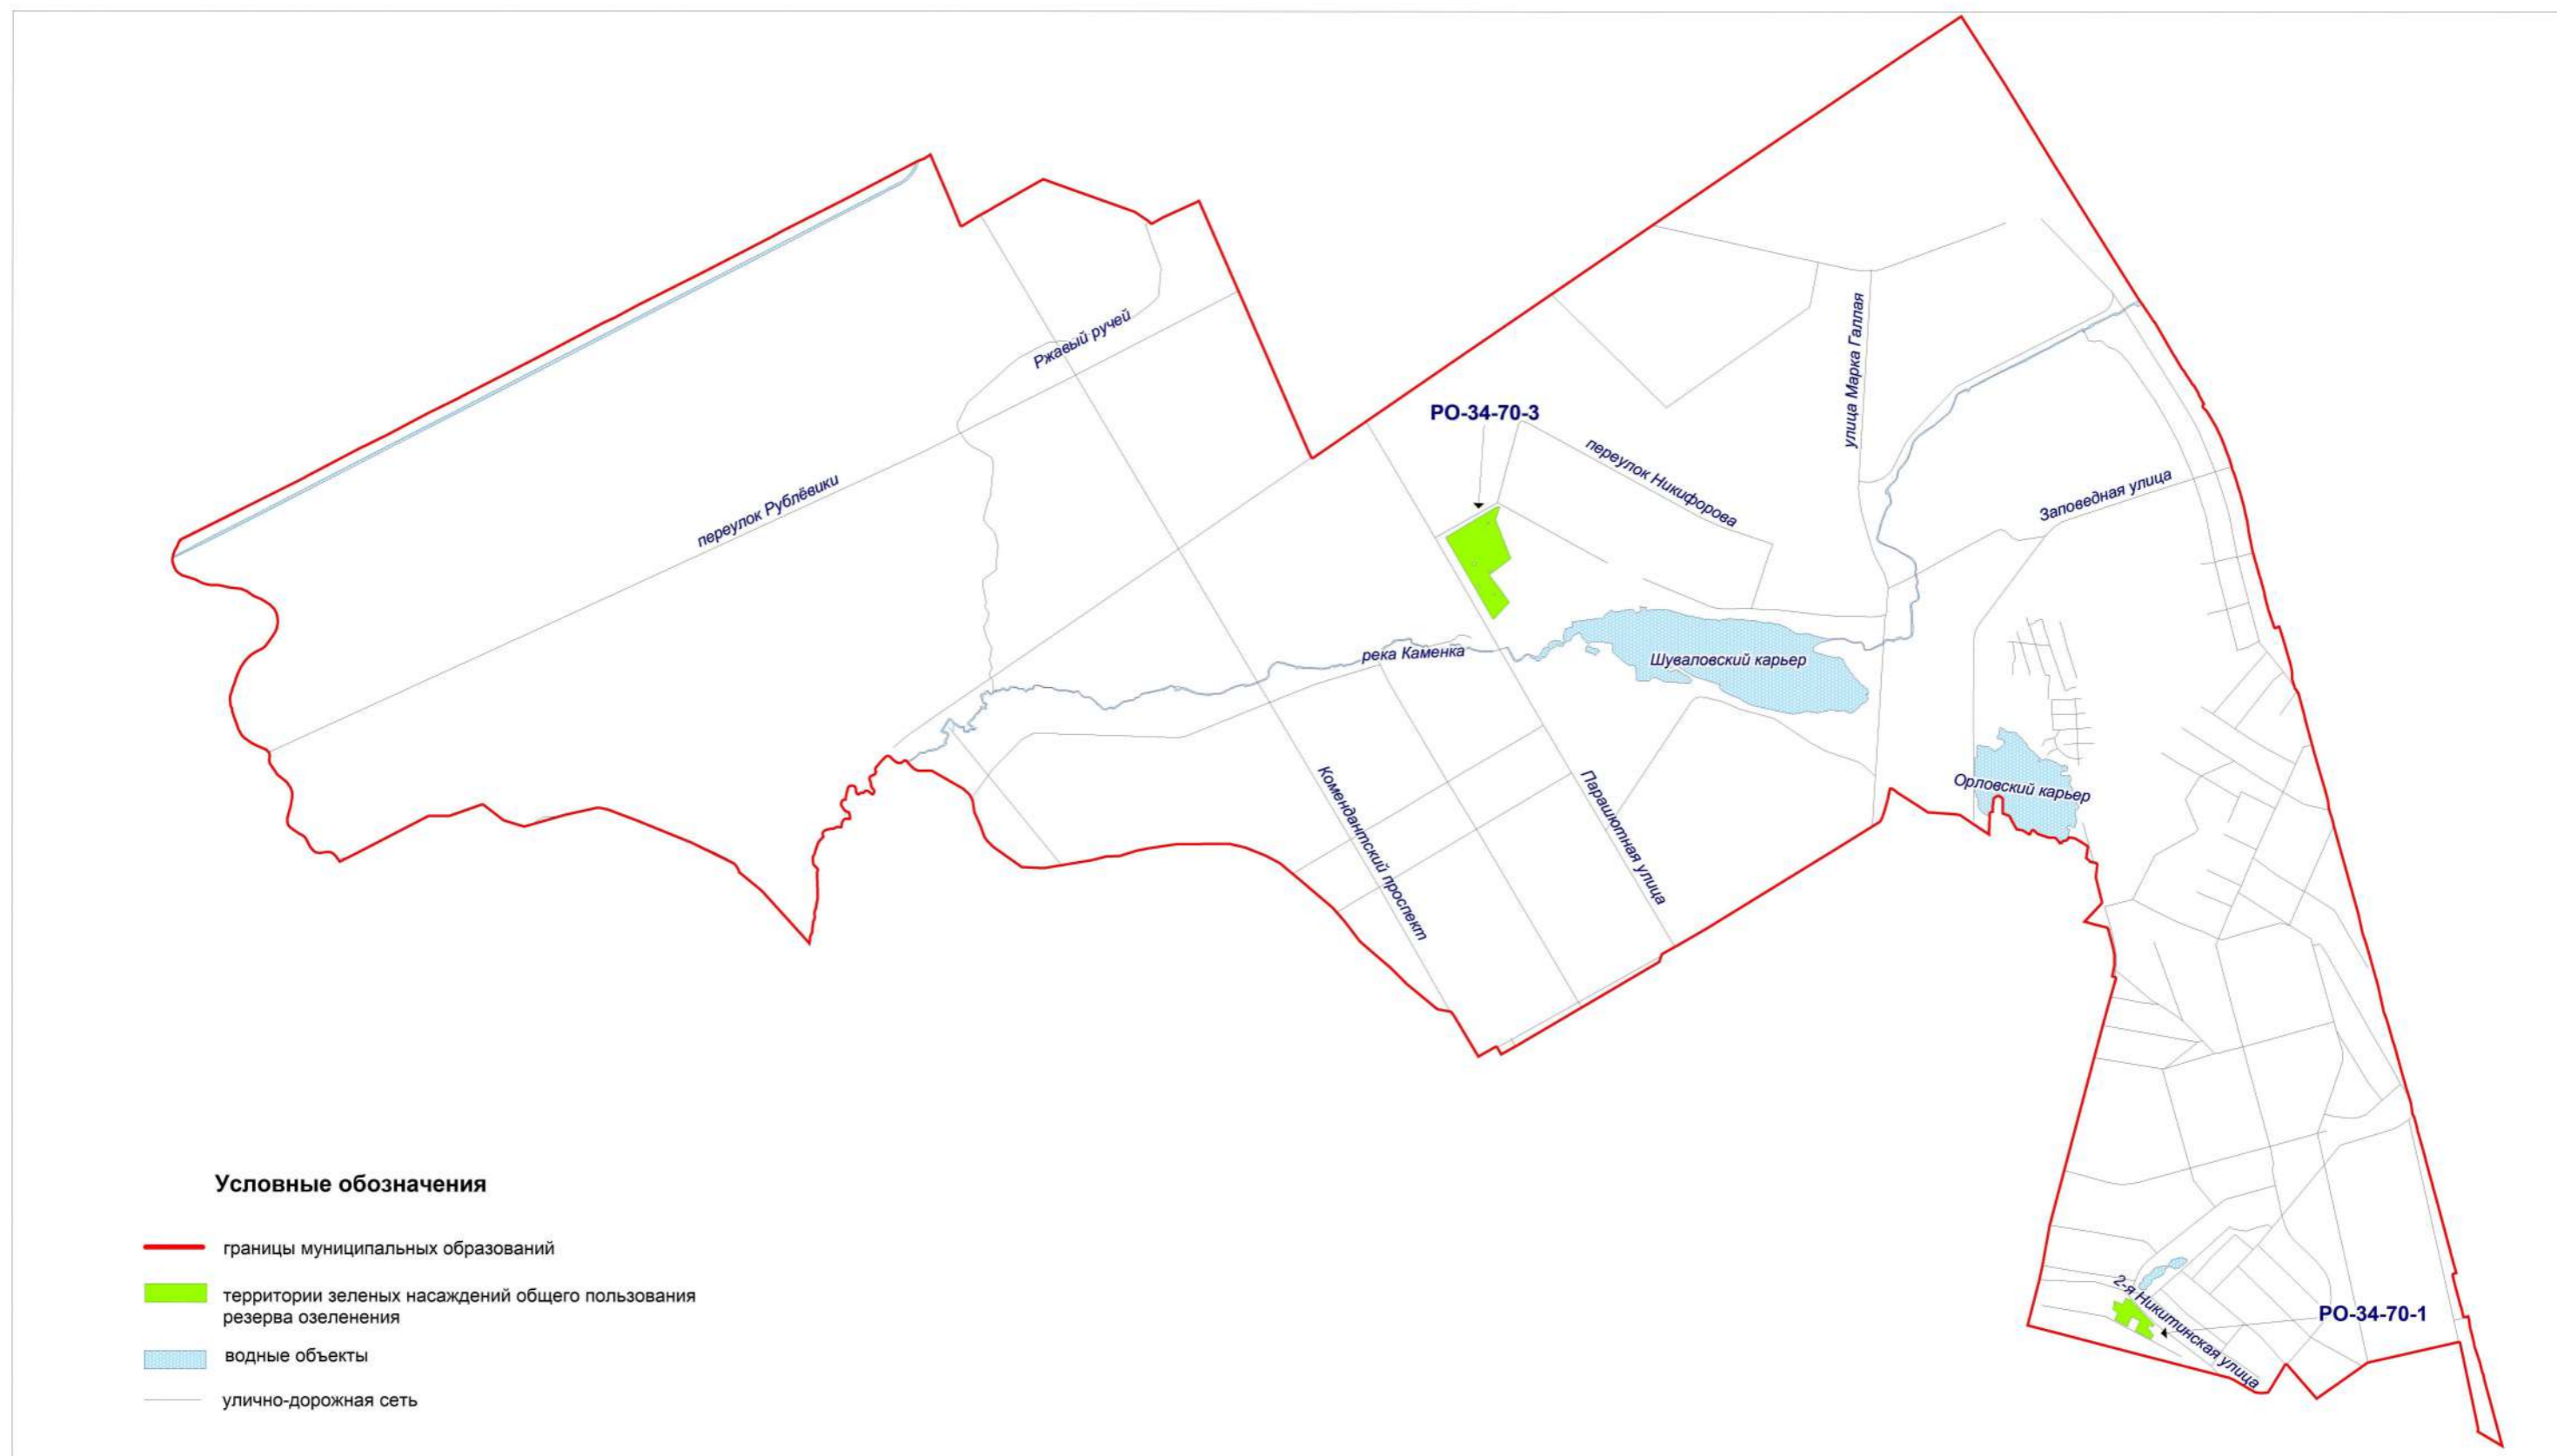 Ржавый ручей
улица Марка Галлая
РО-34-70-3
переулок Никифорова
переулок Рублёвики
Заповедная улица
река Каменка
Шуваловский карьер
Орловский карьер
Комендантский проспект
Парашютная улица
Условные обозначения
границы муниципальных образований
территории зеленых насаждений общего пользования
резерва озеленения
водные объекты
улично-дорожная сеть
2-я Никитинская улица
РО-34-70-1